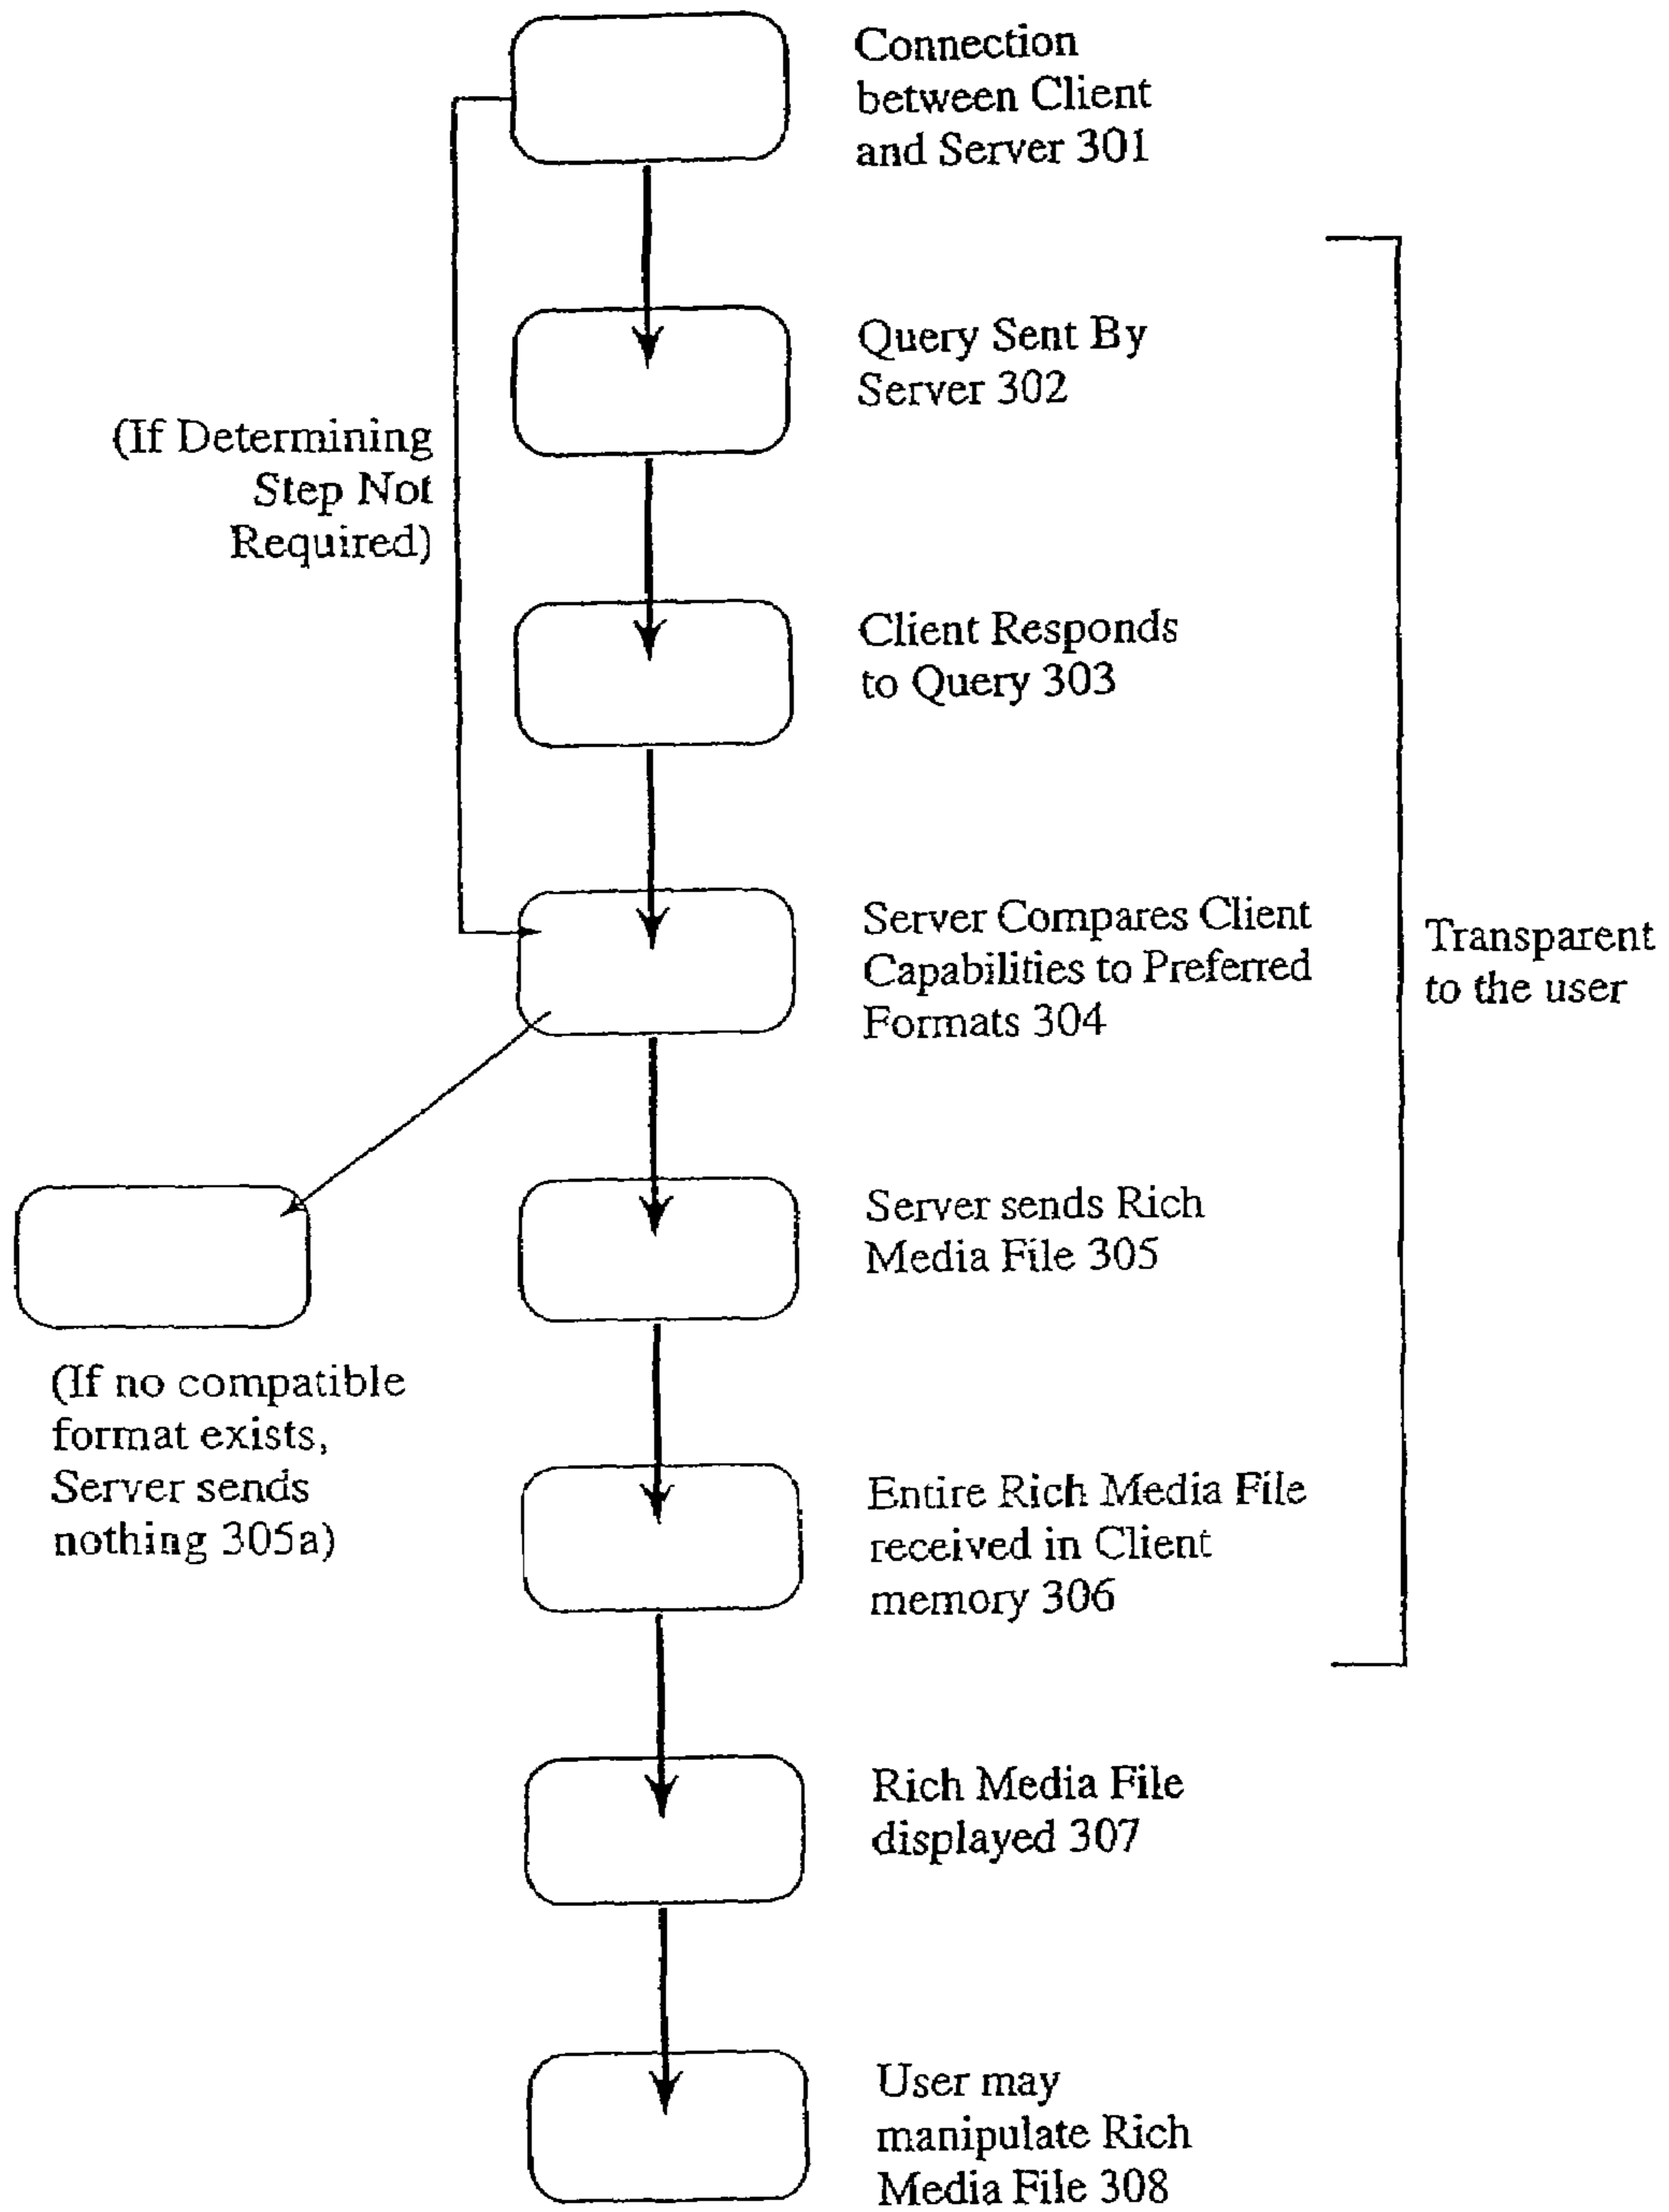 Connection
between Client
and Server 301
Query Sent By
Server 302
(If Determining
Step Not
Required)
Client Responds
to Query 303
Server Compares Client
Capabilities to Preferred
Formats 304
Transparent
to the user
Server sends Rich
Media File 305
(If no compatible
format exists,
Server sends
nothing 305a)
Entire Rich Media File
received in Client
memory 306
Rich Media File
displayed 307
User may
manipulate Rich
Media File 308